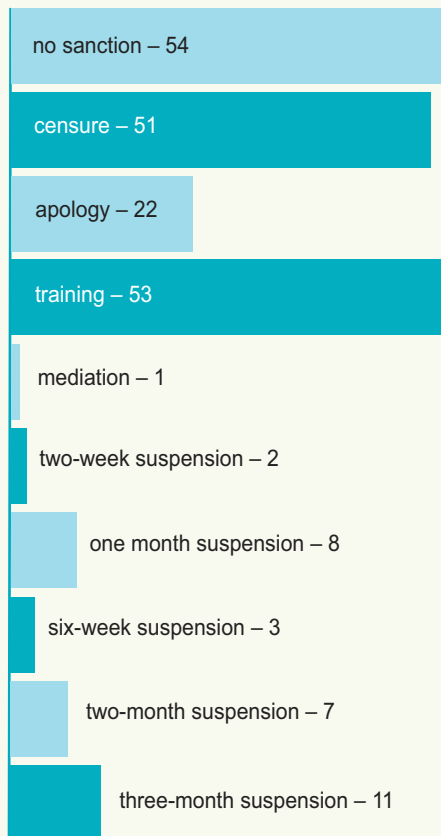 no sanction – 54
censure – 51
apology – 22
training – 53
mediation – 1
two-week suspension – 2
one month suspension – 8
six-week suspension – 3
two-month suspension – 7
three-month suspension – 11